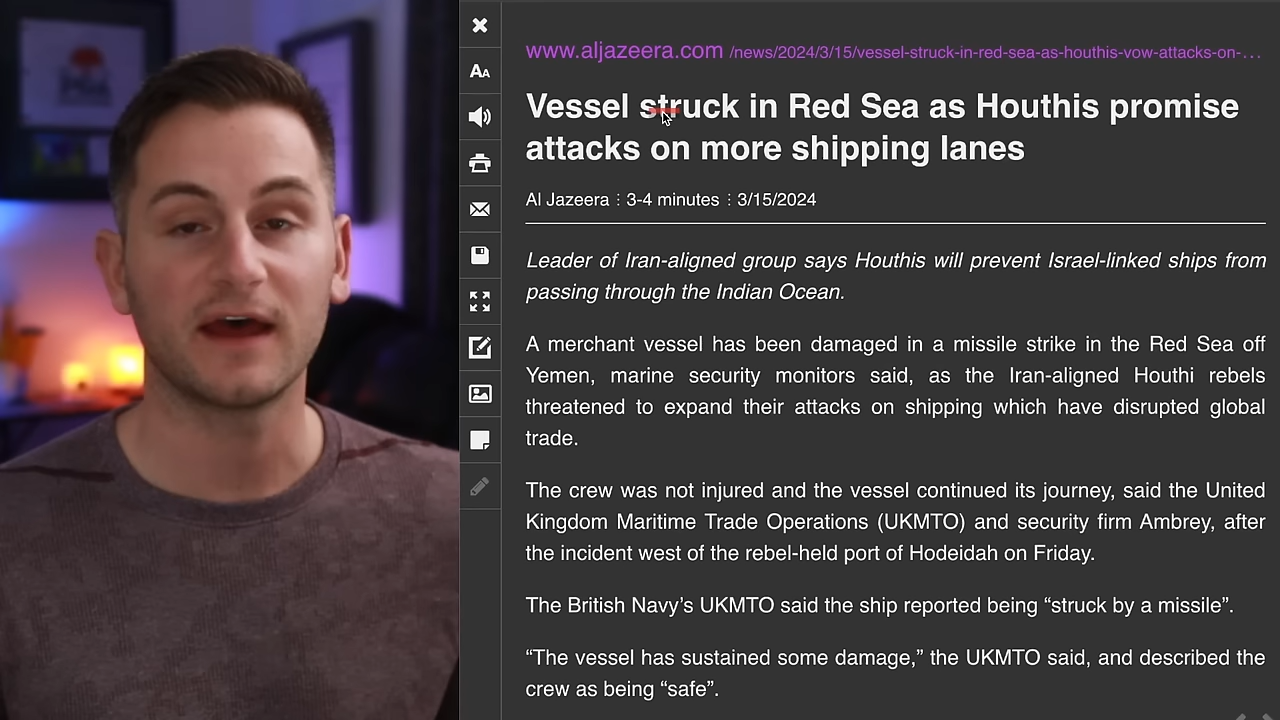 www.aljazeera.com /news/2024/3/15/vessel-struck-in-red-sea-as-houthis-vow-attacks-on-…
Vessel struck in Red Sea as Houthis promise
attacks on more shipping lanes
Al Jazeera ⋮ 3-4 minutes ⋮ 3/15/2024
Leader of Iran-aligned group says Houthis will prevent Israel-linked ships from
passing through the Indian Ocean.
A merchant vessel has been damaged in a missile strike in the Red Sea off
Yemen, marine security monitors said, as the Iran-aligned Houthi rebels
threatened to expand their attacks on shipping which have disrupted global
trade.
The crew was not injured and the vessel continued its journey, said the United
Kingdom Maritime Trade Operations (UKMTO) and security firm Ambrey, after
the incident west of the rebel-held port of Hodeidah on Friday.
The British Navy’s UKMTO said the ship reported being “struck by a missile”.
“The vessel has sustained some damage,” the UKMTO said, and described the
crew as being “safe”.